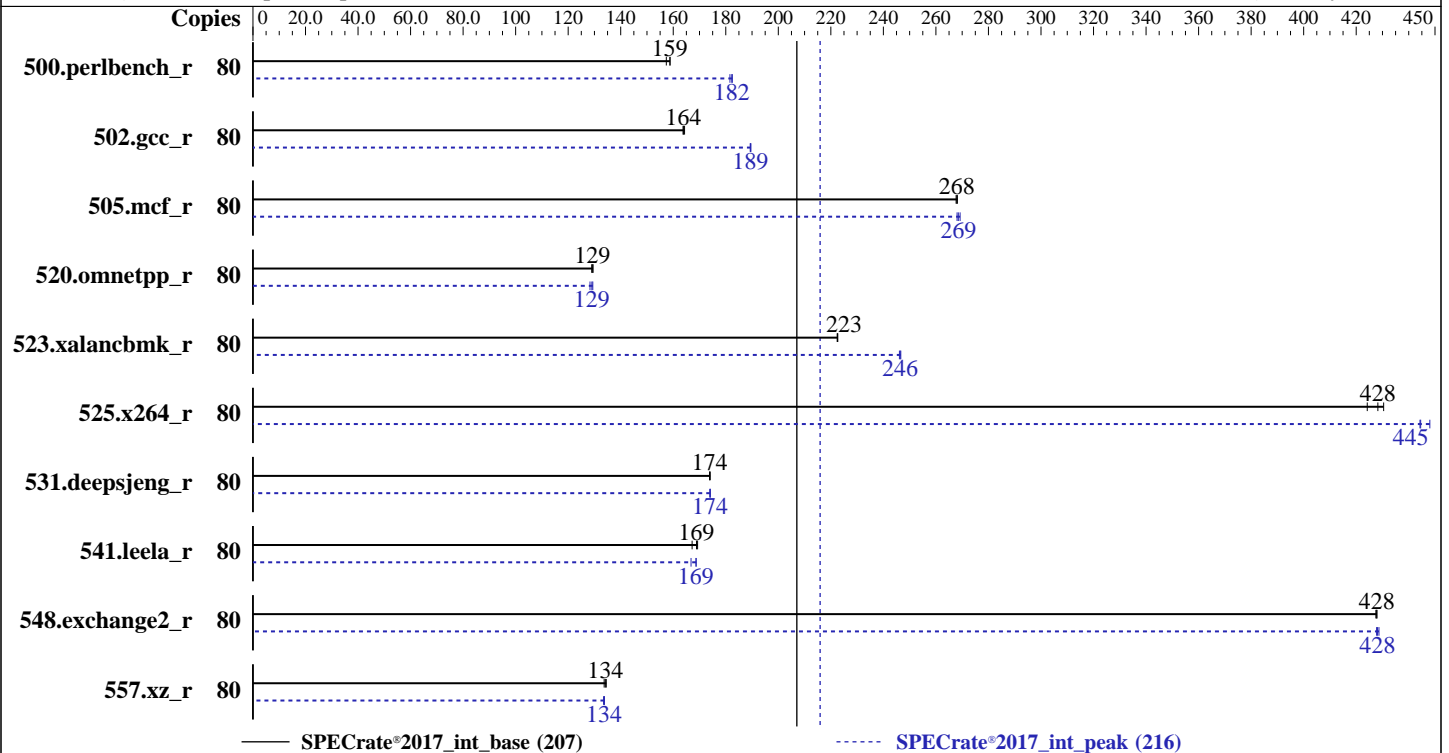 Copies 0 20.0 40.0 60.0 80.0 100 120 140 160 180 200 220 240 260 280 300 320 340 360 380 400 420 450
159
500.perlbench_r 80
182
164
502.gcc_r 80
189
268
505.mcf_r 80
269
129
520.omnetpp_r 80
129
223
523.xalancbmk_r 80
246
428
525.x264_r 80
445
174
531.deepsjeng_r 80
174
169
541.leela_r 80
169
428
548.exchange2_r 80
428
134
557.xz_r 80
134
SPECrate®2017_int_base (207) SPECrate®2017_int_peak (216)